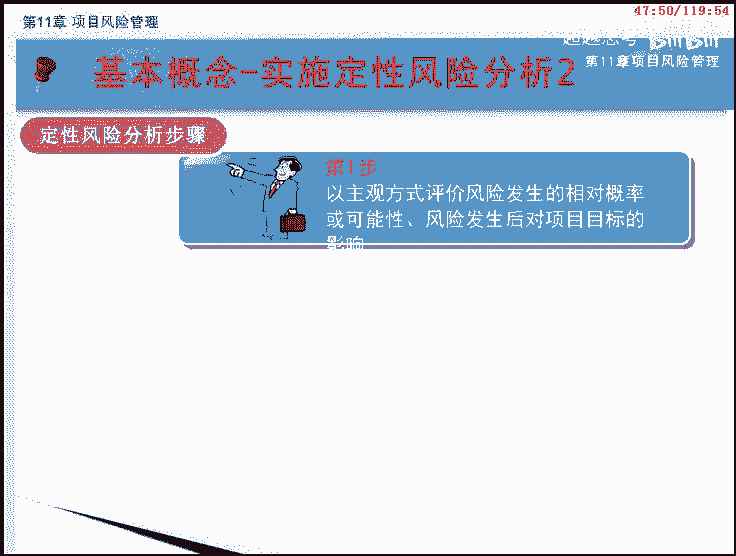 47:50/119:54
第11章 项目风险管理
bilibili
基本概念-实施定性风险分析2
第11章项目风险管理
定性风险分析步骤
第1步
以主观方式评价风险发生的相对概率
或可能性、风险发生后对项目目标的
影响